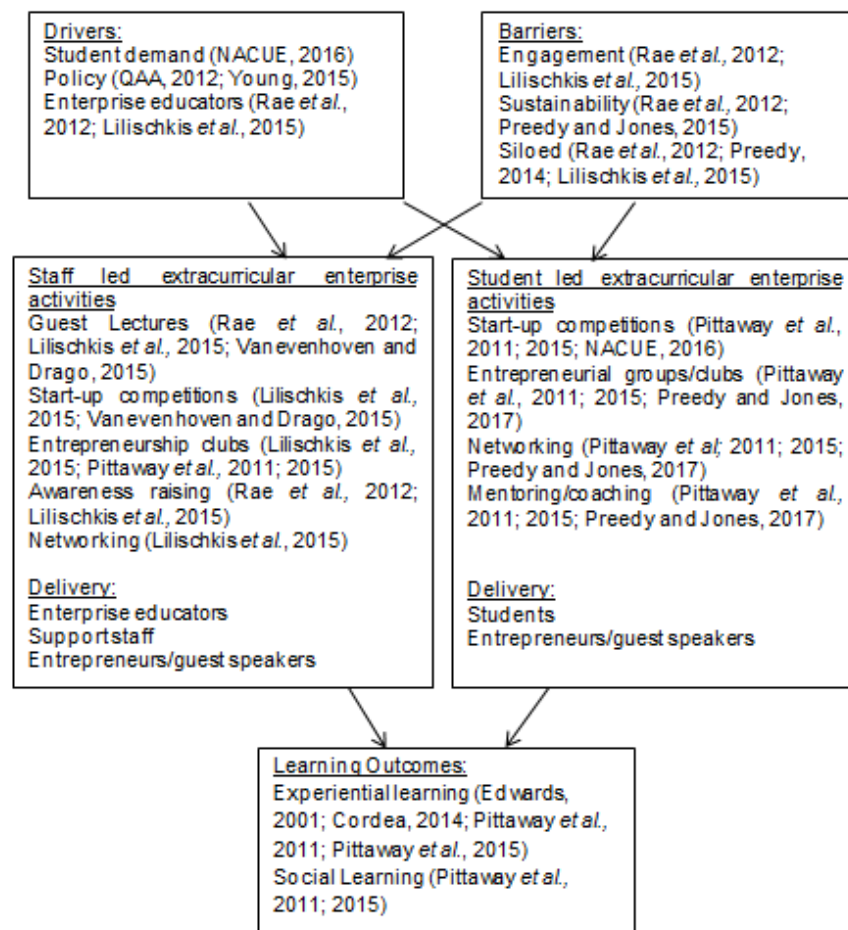 Drivers:
Student demand (NACUE, 2016)
Policy (QAA, 2012; Young, 2015)
Enterprise educators (Rae et al.,
2012; Lilischkis et al., 2015)
Barriers:
Engagement (Rae et al., 2012;
Lilischkis et al., 2015)
Sustainability (Rae et al., 2012;
Preedy and Jones, 2015)
Siloed (Rae et al., 2012; Preedy,
2014; Lilischkis et al., 2015)
Staff led extracurricular enterprise
activities
Guest Lectures (Rae et al., 2012;
Lilischkis et al., 2015; Vanevenhoven and
Drago, 2015)
Start-up competitions (Lilischkis et al.,
2015; Vanevenhoven and Drago, 2015)
Entrepreneurship clubs (Lilischkis et al.,
2015; Pittaway et al., 2011; 2015)
Awareness raising (Rae et al., 2012;
Lilischkis et al., 2015)
Networking (Lilischkis et al., 2015)
Delivery:
Enterprise educators
Support staff
Entrepreneurs/guest speakers
Student led extracurricular enterprise
activities
Start-up competitions (Pittaway et al.,
2011; 2015; NACUE, 2016)
Entrepreneurial groups/clubs (Pittaway
et al., 2011; 2015; Preedy and Jones,
2017)
Networking (Pittaway et al; 2011; 2015;
Preedy and Jones, 2017)
Mentoring/coaching (Pittaway et al.,
2011; 2015; Preedy and Jones, 2017)
Delivery:
Students
Entrepreneurs/guest speakers
Learning Outcomes:
Experiential learning (Edwards,
2001; Cordea, 2014; Pittaway et al.,
2011; Pittaway et al., 2015)
Social Learning (Pittaway et al.,
2011; 2015)